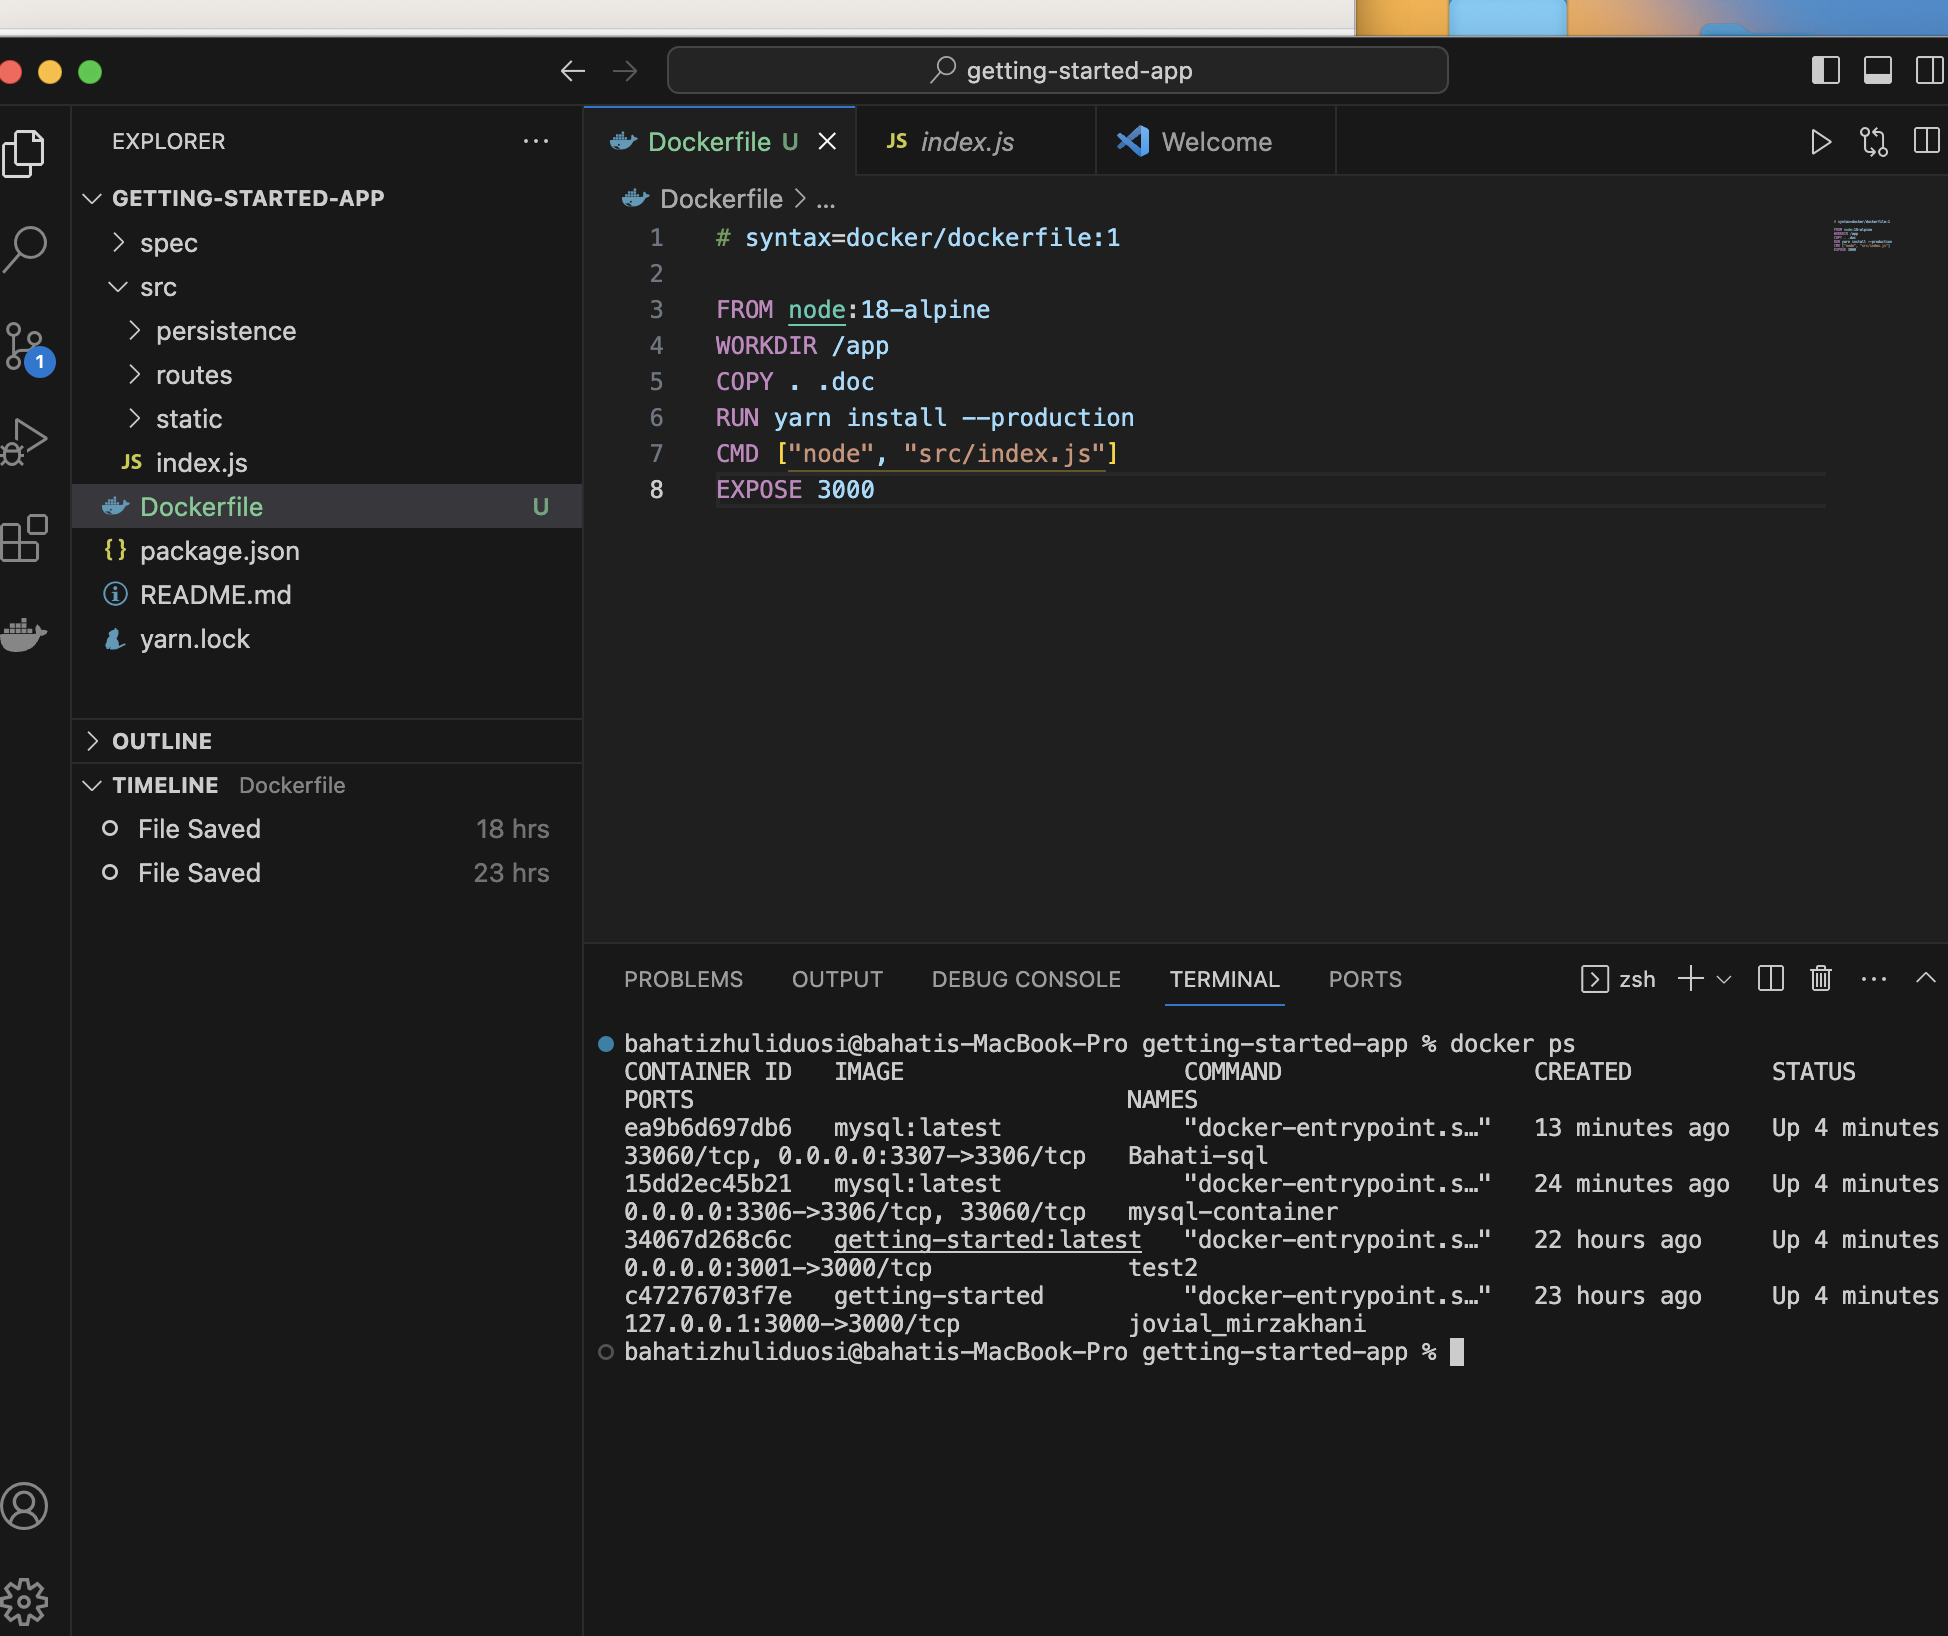 getting-started-app
EXPLORER
GETTING-STARTED-APP
spec
src
persistence
routes
static
JS index.js
Dockerfile U
{} package.json
README.md
yarn.lock
OUTLINE
TIMELINE Dockerfile
File Saved 18 hrs
File Saved 23 hrs
1
Dockerfile U
JS index.js
Welcome
Dockerfile > ...
1 # syntax=docker/dockerfile:1
2
3 FROM node:18-alpine
4 WORKDIR /app
5 COPY . .doc
6 RUN yarn install --production
7 CMD ["node", "src/index.js"]
8 EXPOSE 3000
PROBLEMS OUTPUT DEBUG CONSOLE TERMINAL PORTS zsh
bahatizhuliduosi@bahatis-MacBook-Pro getting-started-app % docker ps
CONTAINER ID IMAGE COMMAND CREATED STATUS
PORTS NAMES
ea9b6d697db6 mysql:latest "docker-entrypoint.s…" 13 minutes ago Up 4 minutes
33060/tcp, 0.0.0.0:3307->3306/tcp Bahati-sql
15dd2ec45b21 mysql:latest "docker-entrypoint.s…" 24 minutes ago Up 4 minutes
0.0.0.0:3306->3306/tcp, 33060/tcp mysql-container
34067d268c6c getting-started:latest "docker-entrypoint.s…" 22 hours ago Up 4 minutes
0.0.0.0:3001->3000/tcp test2
c47276703f7e getting-started "docker-entrypoint.s…" 23 hours ago Up 4 minutes
127.0.0.1:3000->3000/tcp jovial_mirzakhani
bahatizhuliduosi@bahatis-MacBook-Pro getting-started-app %